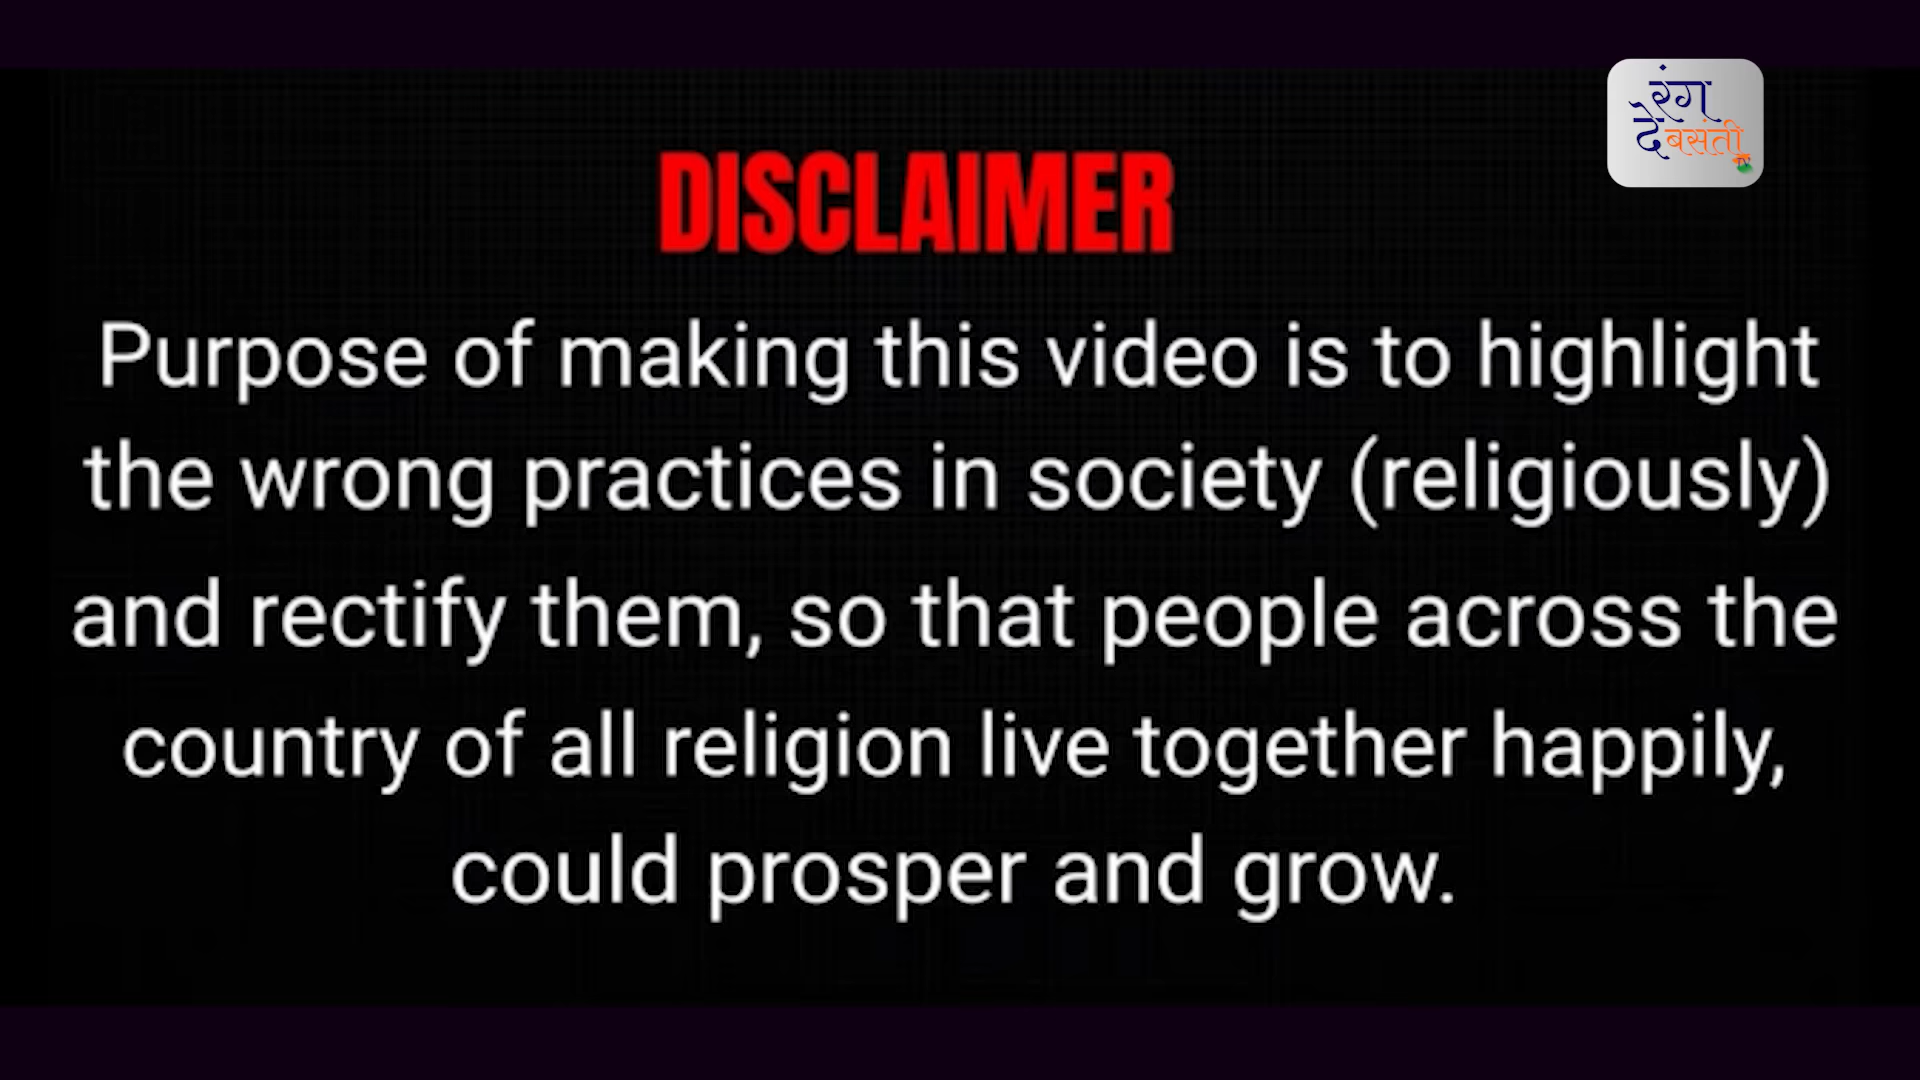 रंग
दे बसंती
DISCLAIMER
Purpose of making this video is to highlight
the wrong practices in society (religiously)
and rectify them, so that people across the
country of all religion live together happily,
could prosper and grow.